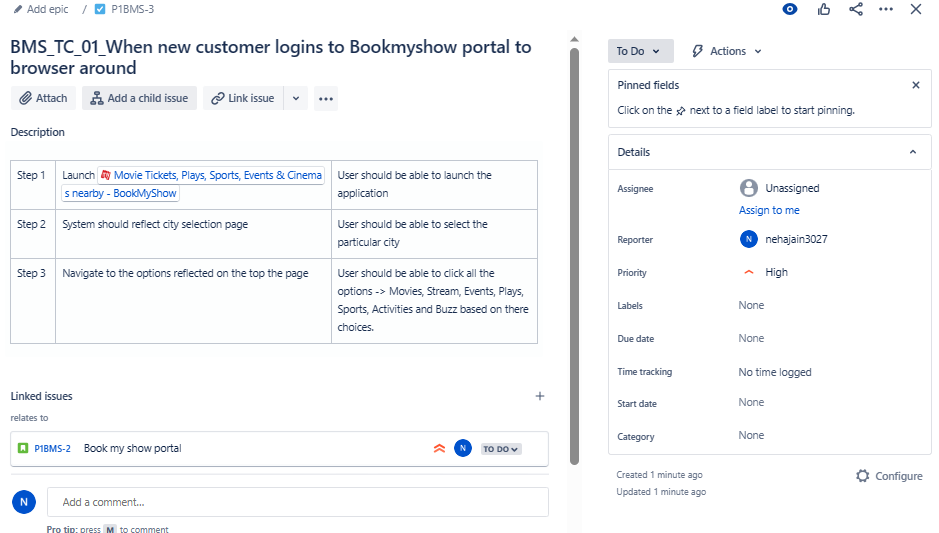 Add epic / P1BMS-3
BMS_TC_01_When new customer logins to Bookmyshow portal to
browser around
Attach Add a child issue Link issue
Description
Step 1 Launch Movie Tickets, Plays, Sports, Events & Cinema
s nearby - BookMyShow
User should be able to launch the
application
Step 2 System should reflect city selection page
User should be able to select the
particular city
Step 3 Navigate to the options reflected on the top the page
User should be able to click all the
options -> Movies, Stream, Events, Plays,
Sports, Activities and Buzz based on there
choices.
Linked issues
relates to
P1BMS-2 Book my show portal N TO DO
N Add a comment...
Pro tip: press M to comment
To Do Actions
Pinned fields
Click on the next to a field label to start pinning.
Details
Assignee Unassigned
Assign to me
Reporter N nehajain3027
Priority High
Labels None
Due date None
Time tracking No time logged
Start date None
Category None
Created 1 minute ago Configure
Updated 1 minute ago